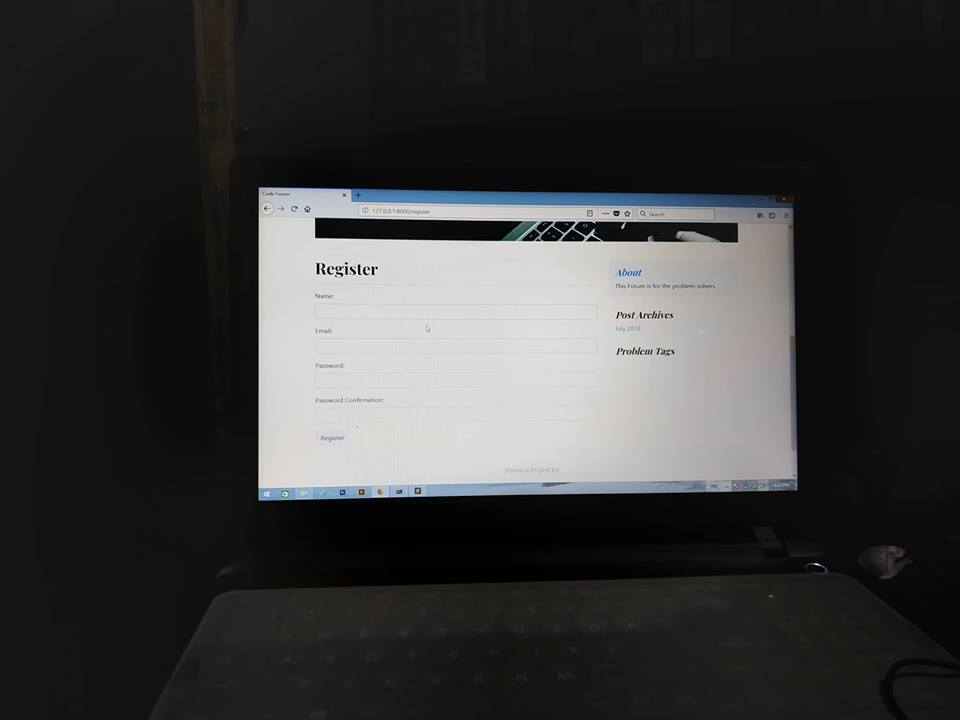 Code Forum
127.0.0.1:8000/register
Search
Register
Name:
Email:
Password:
Password Confirmation:
Register
About
This Forum is for the problem solvers.
Post Archives
July 2018
Problem Tags
Personal Project by: